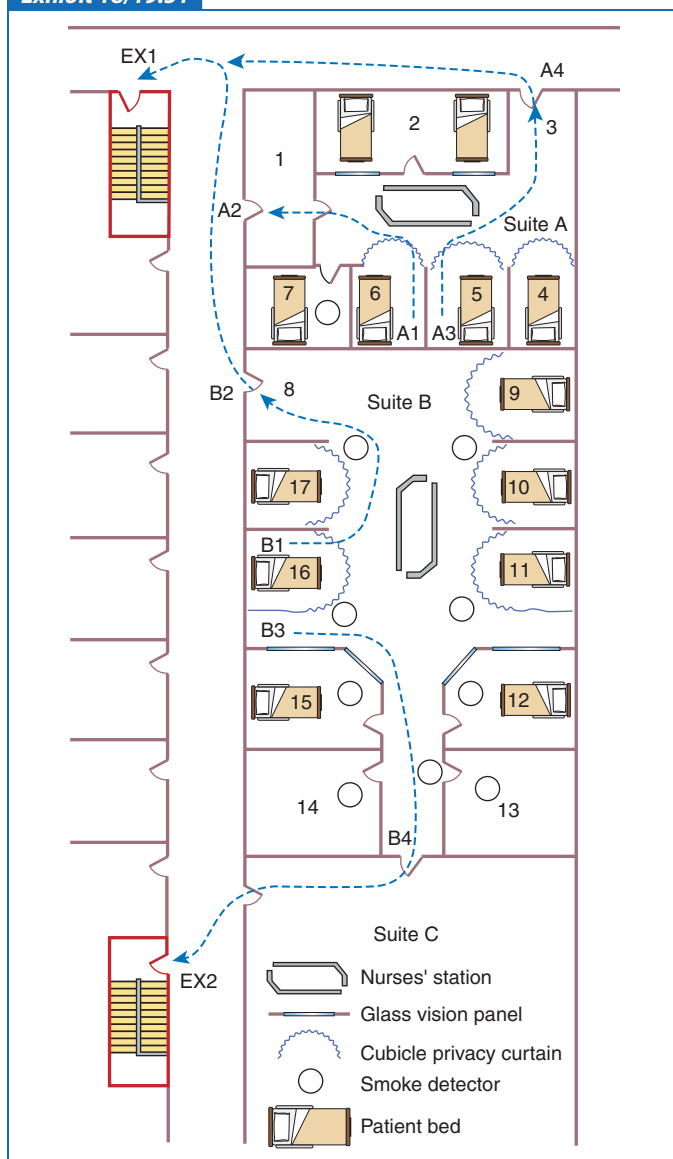 Exhibit 18/19.31
EX1
A4
2
3
1
A2
Suite A
7
6
5
4
A1
A3
8
B2
Suite B
9
17
10
B1
16
11
B3
15
12
14
13
B4
Suite C
EX2
Nurses' station
Glass vision panel
Cubicle privacy curtain
Smoke detector
Patient bed